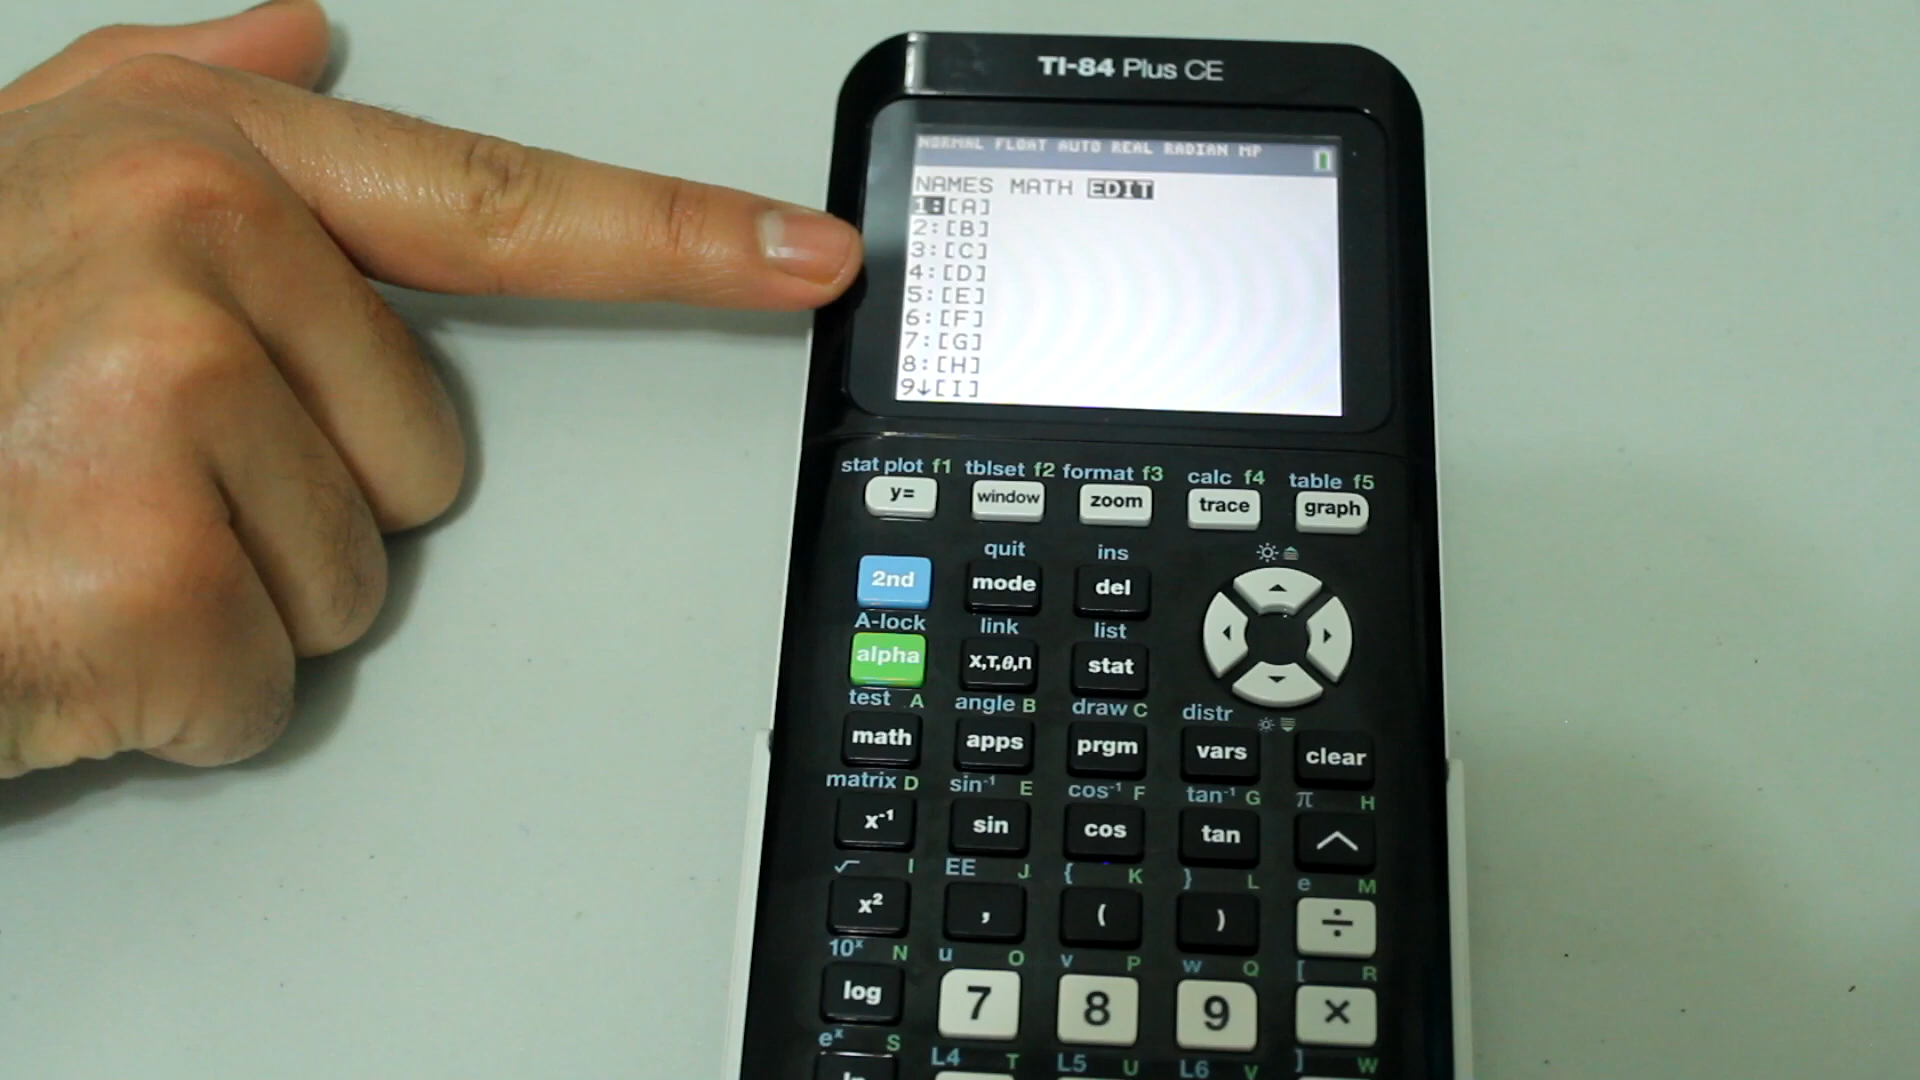 TI-84 Plus CE
NORMAL FLOAT AUTO REAL RADIAN MP
NAMES MATH EDIT
1:[A]
2:[B]
3:[C]
4:[D]
5:[E]
6:[F]
7:[G]
8:[H]
9↓[I]
stat plot f1 tblset f2 format f3 calc f4 table f5
y= window zoom trace graph
quit ins
2nd mode del
A-lock link list
alpha X,T,θ,n stat
test A angle B draw C distr
math apps prgm vars clear
matrix D sin⁻¹ E cos⁻¹ F tan⁻¹ G π H
x⁻¹ sin cos tan ^
√ I EE J { K } L e M
x² , ( ) ÷
10ˣ N u O v P w Q [ R
log 7 8 9 ×
eˣ S L4 T L5 U L6 V ] W